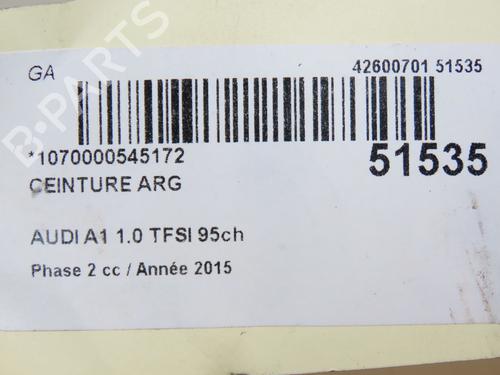 GA
42600701 51535
*1070000545172
51535
CEINTURE ARG
AUDI A1 1.0 TFSI 95ch
Phase 2 cc / Année 2015
B-PARTS